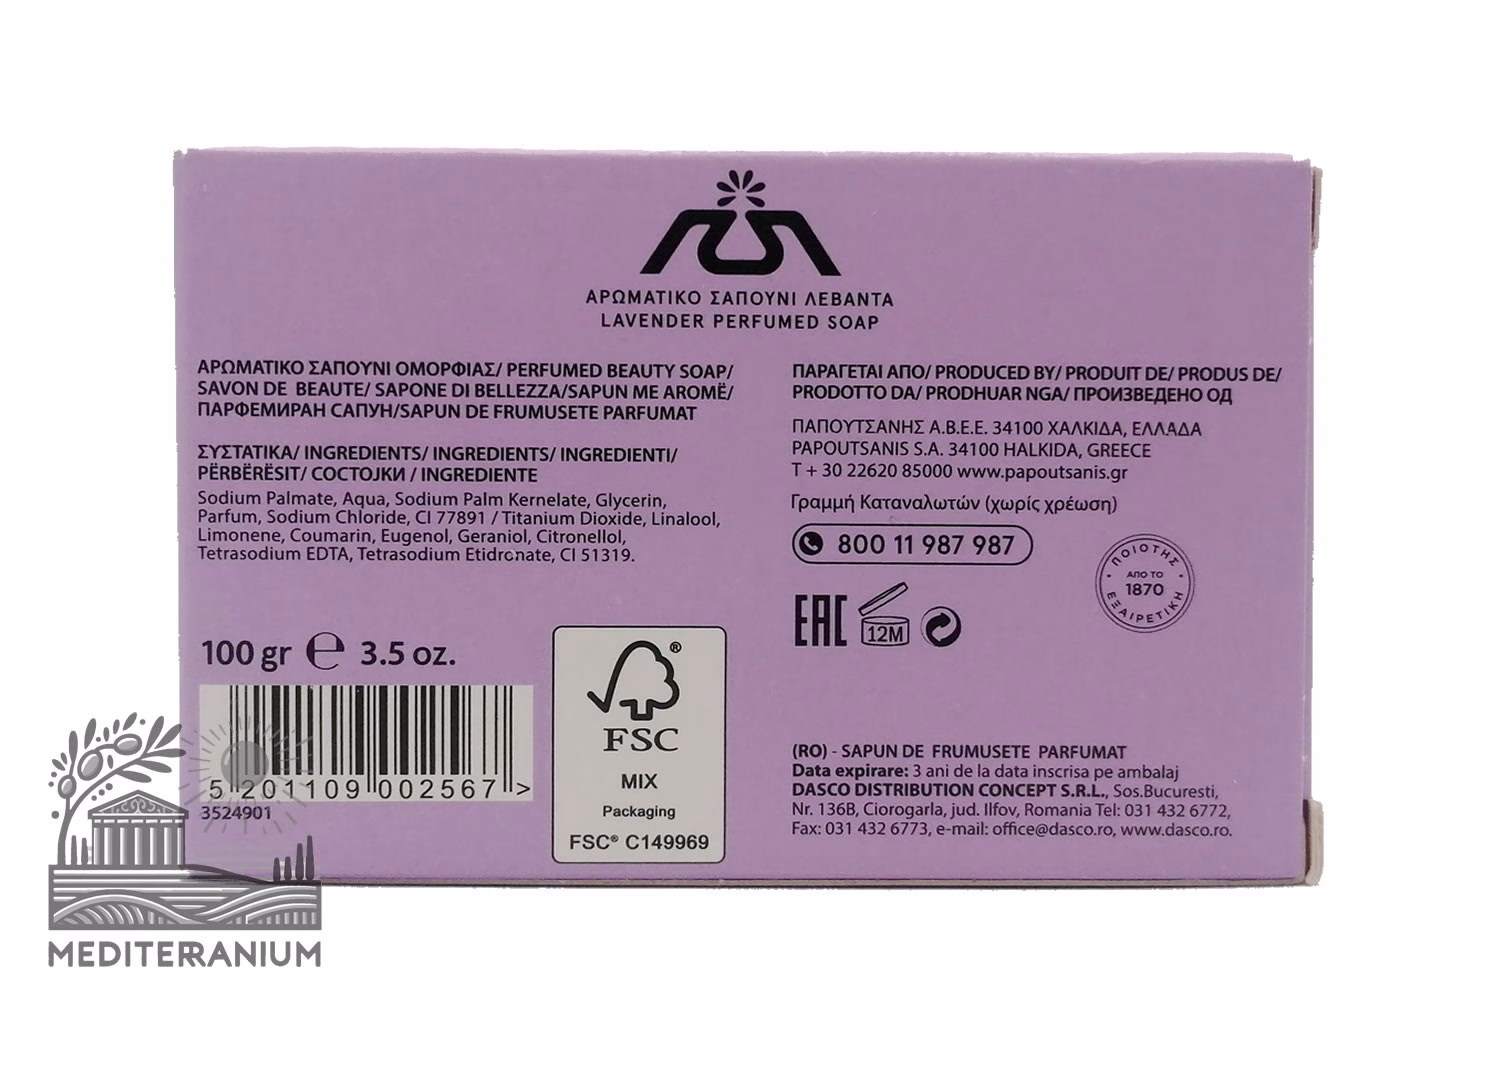 ΑΡΩΜΑΤΙΚΟ ΣΑΠΟΥΝΙ ΛΕΒΑΝΤΑ
LAVENDER PERFUMED SOAP
ΑΡΩΜΑΤΙΚΟ ΣΑΠΟΥΝΙ ΟΜΟΡΦΙΑΣ/ PERFUMED BEAUTY SOAP/
SAVON DE BEAUTE/ SAPONE DI BELLEZZA/SAPUN ME AROMË/
ПАРФЕМИРАН САПУН/SAPUN DE FRUMUSETE PARFUMAT
ΣΥΣΤΑΤΙΚΑ/ INGREDIENTS/ INGREDIENTS/ INGREDIENTI/
PËRBËRËSIT/ СОСТОЈКИ / INGREDIENTE
Sodium Palmate, Aqua, Sodium Palm Kernelate, Glycerin,
Parfum, Sodium Chloride, CI 77891 / Titanium Dioxide, Linalool,
Limonene, Coumarin, Eugenol, Geraniol, Citronellol,
Tetrasodium EDTA, Tetrasodium Etidronate, CI 51319.
100 gr ℮ 3.5 oz.
5 201109 002567 >
3524901
FSC®
MIX
Packaging
FSC® C149969
ΠΑΡΑΓΕΤΑΙ ΑΠΟ/ PRODUCED BY/ PRODUIT DE/ PRODUS DE/
PRODOTTO DA/ PRODHUAR NGA/ ПРОИЗВЕДЕНО ОД
ΠΑΠΟΥΤΣΑΝΗΣ Α.Β.Ε.Ε. 34100 ΧΑΛΚΙΔΑ, ΕΛΛΑΔΑ
PAPOUTSANIS S.A. 34100 HALKIDA, GREECE
T + 30 22620 85000 www.papoutsanis.gr
Γραμμή Καταναλωτών (χωρίς χρέωση)
800 11 987 987
ΠΟΙΟΤΗΣ
ΑΠΟ ΤΟ
1870
ΕΞΑΙΡΕΤΙΚΗ
EAC 12M
(RO) - SAPUN DE FRUMUSETE PARFUMAT
Data expirare: 3 ani de la data inscrisa pe ambalaj
DASCO DISTRIBUTION CONCEPT S.R.L., Sos.Bucuresti,
Nr. 136B, Ciorogarla, jud. Ilfov, Romania Tel: 031 432 6772,
Fax: 031 432 6773, e-mail: office@dasco.ro, www.dasco.ro.
MEDITERRANIUM